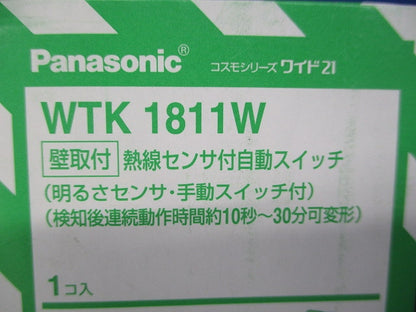 Panasonic® コスモシリーズ ワイド21
WTK 1811W
壁取付 熱線センサ付自動スイッチ
(明るさセンサ・手動スイッチ付)
(検知後連続動作時間約10秒〜30分可変形)
1コ入